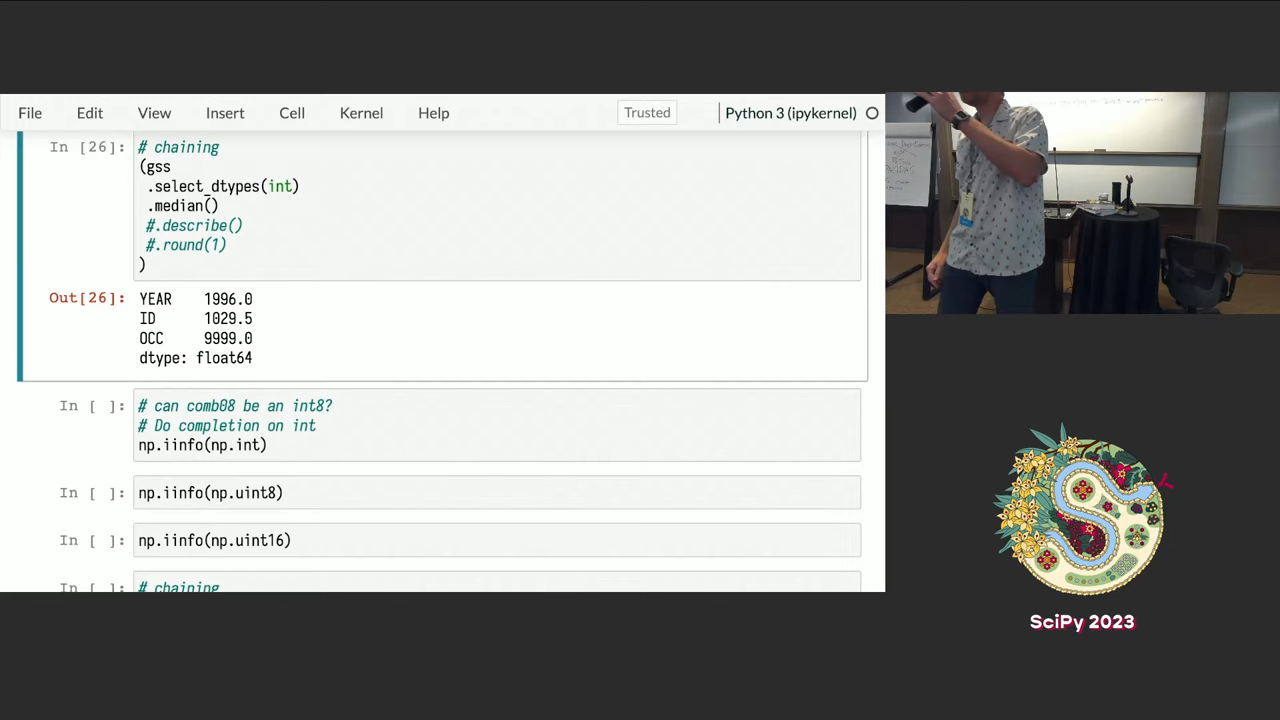 File Edit View Insert Cell Kernel Help Trusted Python 3 (ipykernel)
In [26]: # chaining
(gss
.select_dtypes(int)
.median()
#.describe()
#.round(1)
)
Out[26]: YEAR 1996.0
ID 1029.5
OCC 9999.0
dtype: float64
In [ ]: # can comb08 be an int8?
# Do completion on int
np.iinfo(np.int)
In [ ]: np.iinfo(np.uint8)
In [ ]: np.iinfo(np.uint16)
In [ ]: # chaining
SciPy 2023